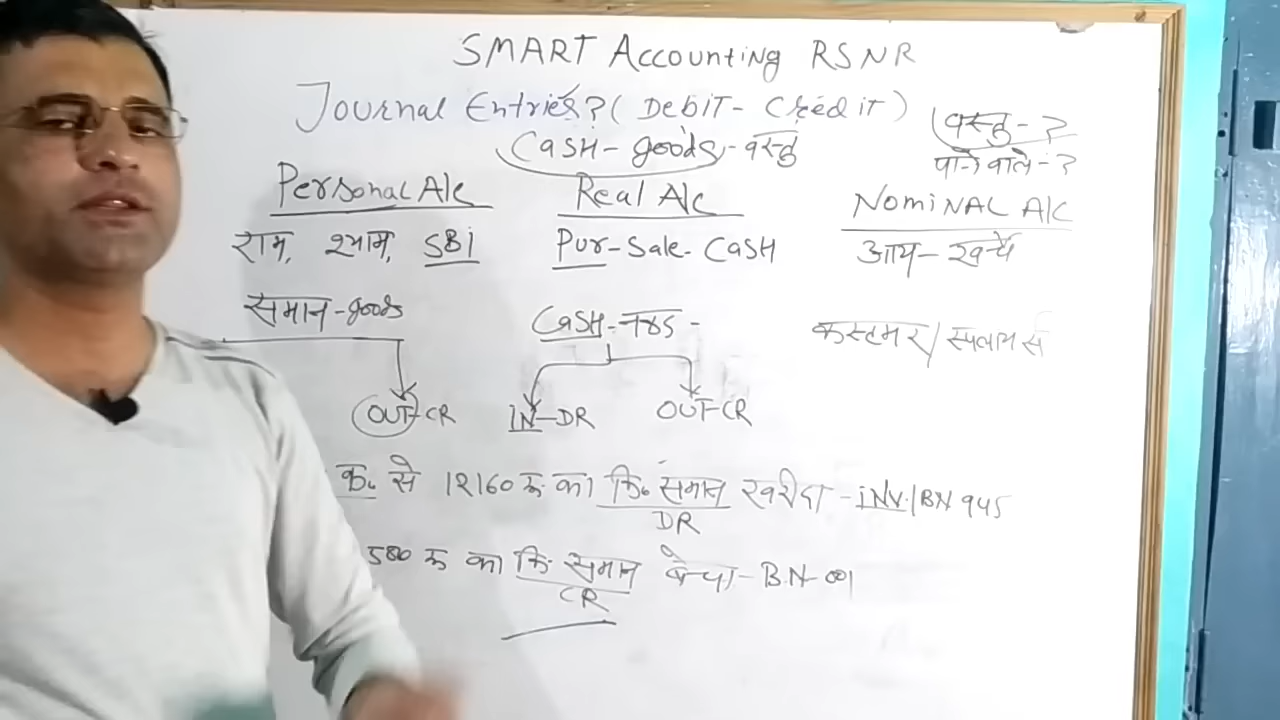 SMART Accounting RSNR
Journal Entries? (Debit - Credit)
Cash - goods - वस्तु
वस्तु - ?
पाने वाले - ?
Personal A/c
Real A/c
Nominal A/c
राम, श्याम, SBI
Pur - Sale - Cash
आय - खर्चे
समान - goods
Cash - नगद -
कस्टमर/सप्लायर्स
OUT - CR
IN - DR
OUT - CR
क. से 12160 रु का कि. समान खरीदा - INV./BN 945
DR
580 रु का कि. समान बेचा - B.N - 001
CR